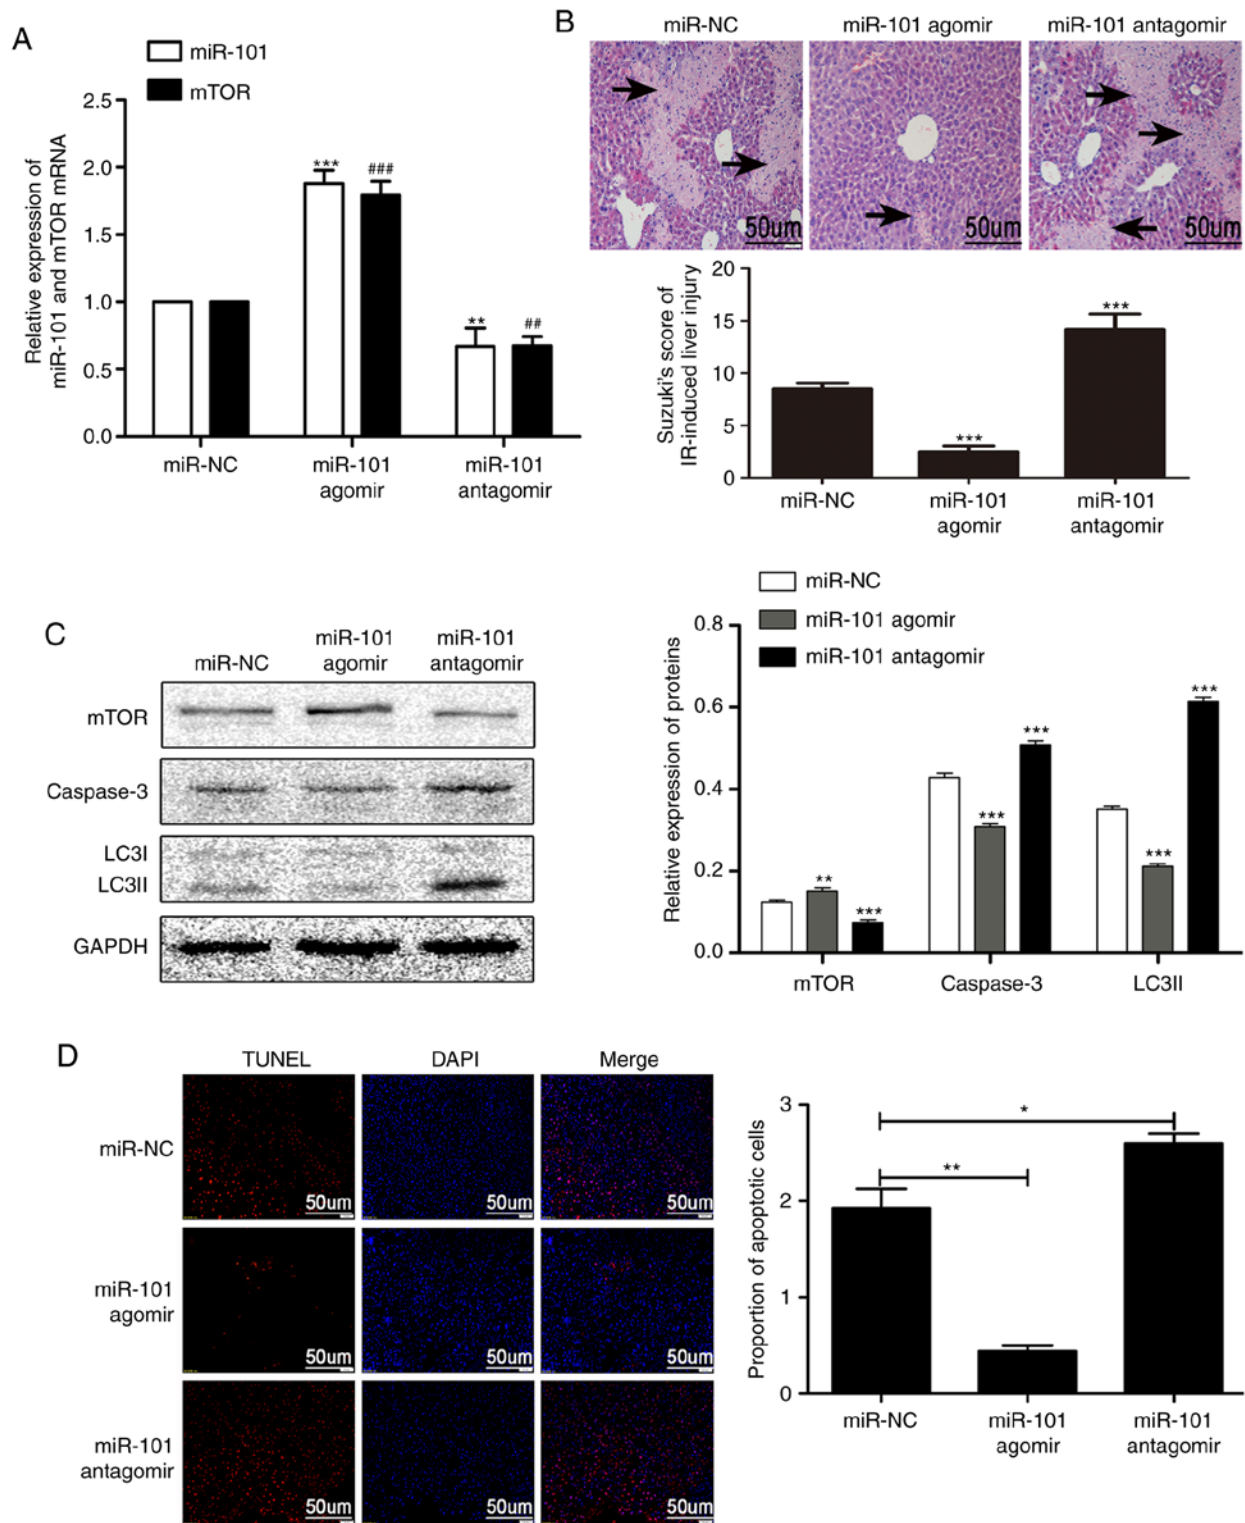 A
miR-101
mTOR
Relative expression of
miR-101 and mTOR mRNA
2.5
2.0
1.5
1.0
0.5
0.0
***
###
**
##
miR-NC
miR-101
agomir
miR-101
antagomir
B
miR-NC
miR-101 agomir
miR-101 antagomir
50um
50um
50um
Suzuki's score of
IR-induced liver injury
20
15
10
5
0
***
***
miR-NC
miR-101
agomir
miR-101
antagomir
C
miR-NC
miR-101
agomir
miR-101
antagomir
mTOR
Caspase-3
LC3I
LC3II
GAPDH
miR-NC
miR-101 agomir
miR-101 antagomir
Relative expression of proteins
0.8
0.6
0.4
0.2
0.0
**
***
***
***
***
***
mTOR
Caspase-3
LC3II
D
TUNEL
DAPI
Merge
miR-NC
50um
50um
50um
miR-101
agomir
50um
50um
50um
miR-101
antagomir
50um
50um
50um
Proportion of apoptotic cells
3
2
1
0
*
**
miR-NC
miR-101
agomir
miR-101
antagomir